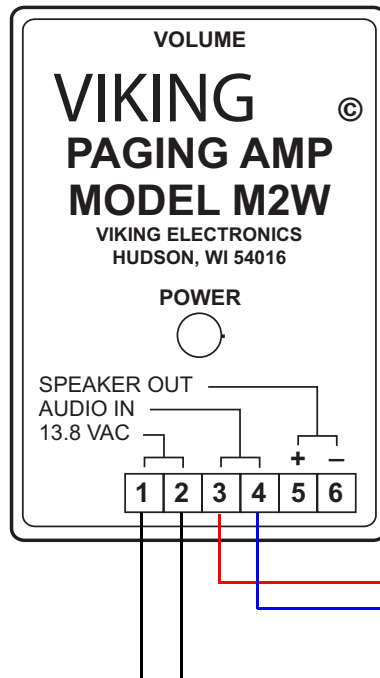 VOLUME
VIKING ©
PAGING AMP
MODEL M2W
VIKING ELECTRONICS
HUDSON, WI 54016
POWER
SPEAKER OUT
AUDIO IN
13.8 VAC
+ –
1 2 3 4 5 6